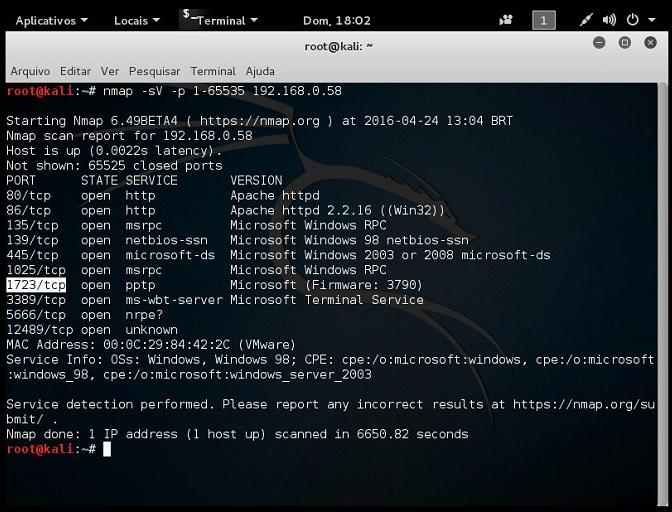 Aplicativos Locais Terminal Dom, 18:02 1
root@kali: ~
Arquivo Editar Ver Pesquisar Terminal Ajuda
root@kali:~# nmap -sV -p 1-65535 192.168.0.58
Starting Nmap 6.49BETA4 ( https://nmap.org ) at 2016-04-24 13:04 BRT
Nmap scan report for 192.168.0.58
Host is up (0.0022s latency).
Not shown: 65525 closed ports
PORT STATE SERVICE VERSION
80/tcp open http Apache httpd
86/tcp open http Apache httpd 2.2.16 ((Win32))
135/tcp open msrpc Microsoft Windows RPC
139/tcp open netbios-ssn Microsoft Windows 98 netbios-ssn
445/tcp open microsoft-ds Microsoft Windows 2003 or 2008 microsoft-ds
1025/tcp open msrpc Microsoft Windows RPC
1723/tcp open pptp Microsoft (Firmware: 3790)
3389/tcp open ms-wbt-server Microsoft Terminal Service
5666/tcp open nrpe?
12489/tcp open unknown
MAC Address: 00:0C:29:84:42:2C (VMware)
Service Info: OSs: Windows, Windows 98; CPE: cpe:/o:microsoft:windows, cpe:/o:microsoft
:windows_98, cpe:/o:microsoft:windows_server_2003
Service detection performed. Please report any incorrect results at https://nmap.org/su
bmit/ .
Nmap done: 1 IP address (1 host up) scanned in 6650.82 seconds
root@kali:~#